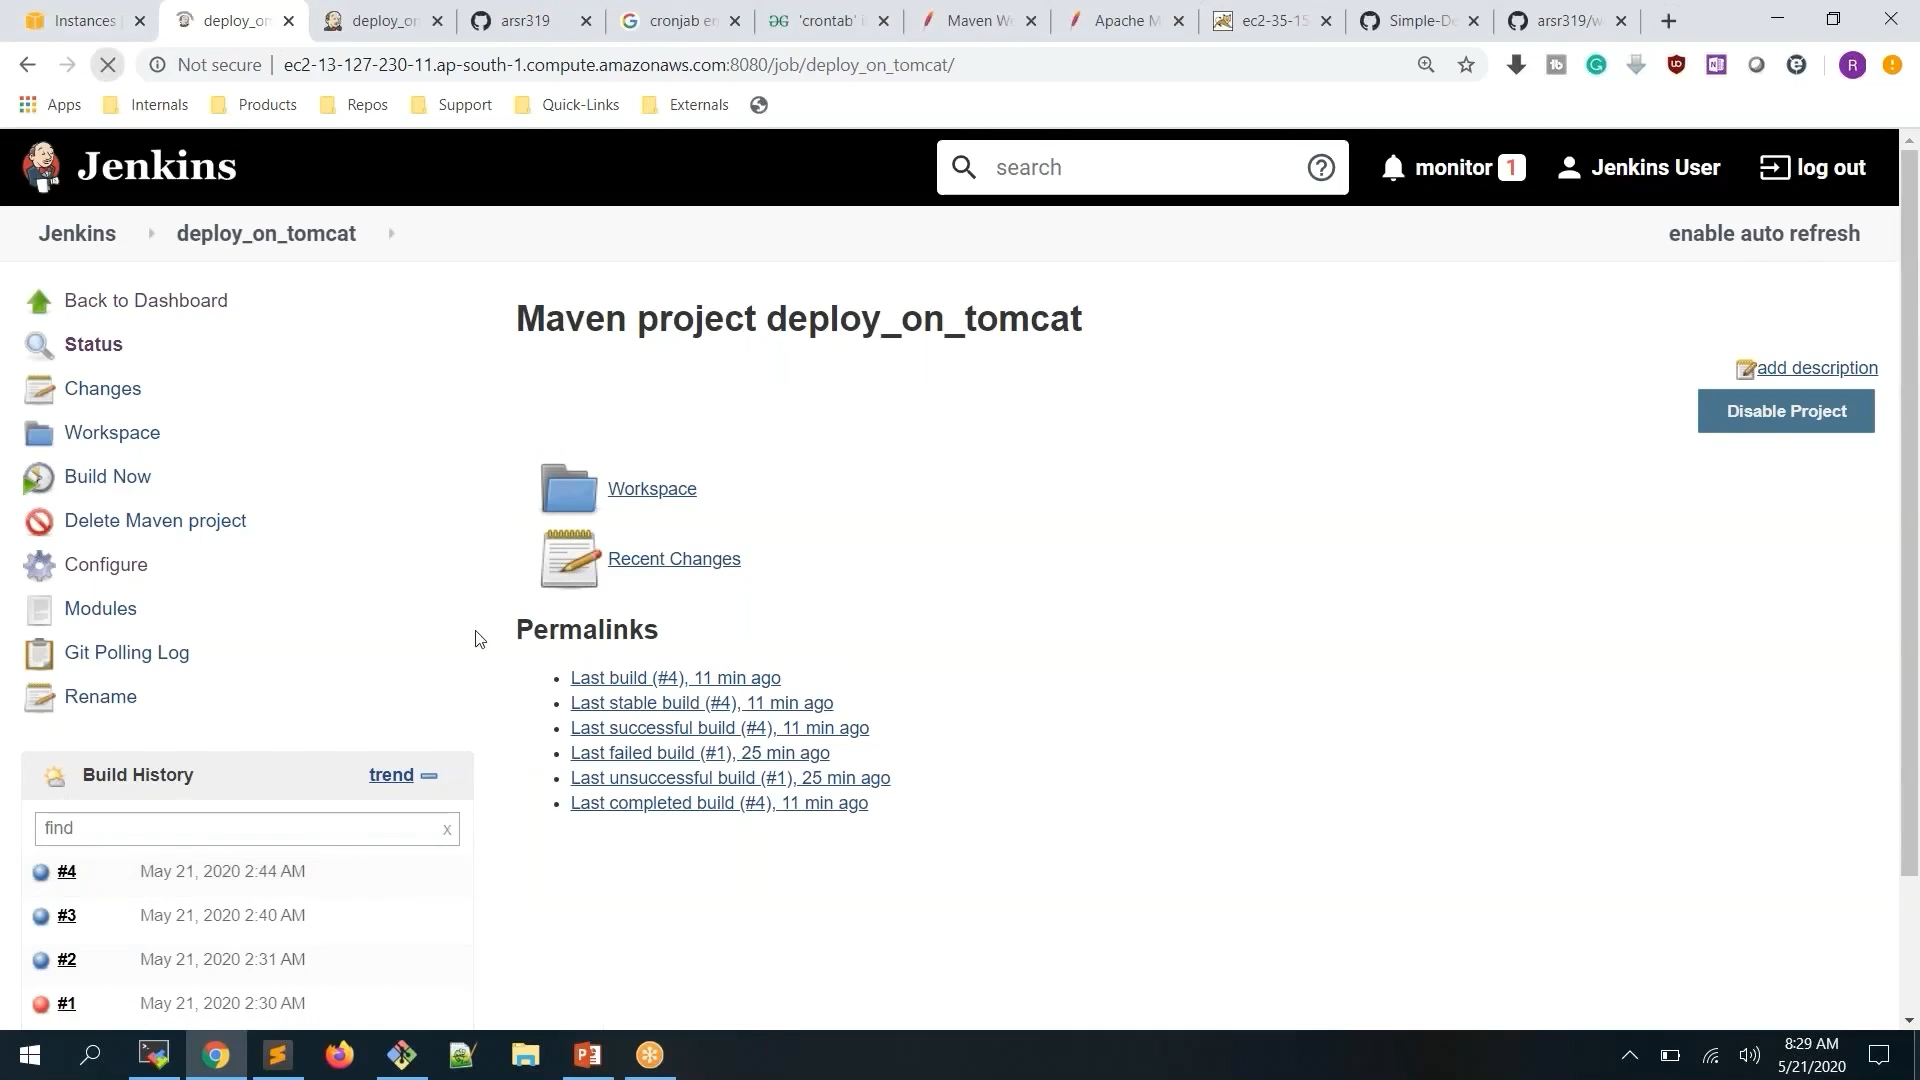 Instances
deploy_on
deploy_on
arsr319
cronjab e
'crontab' i
Maven W
Apache M
ec2-35-15
Simple-De
arsr319/w
Not secure
ec2-13-127-230-11.ap-south-1.compute.amazonaws.com:8080/job/deploy_on_tomcat/
R
Apps
Internals
Products
Repos
Support
Quick-Links
Externals
Jenkins
search
monitor 1
Jenkins User
log out
Jenkins
deploy_on_tomcat
enable auto refresh
Back to Dashboard
Status
Changes
Workspace
Build Now
Delete Maven project
Configure
Modules
Git Polling Log
Rename
Maven project deploy_on_tomcat
add description
Disable Project
Workspace
Recent Changes
Permalinks
Last build (#4), 11 min ago
Last stable build (#4), 11 min ago
Last successful build (#4), 11 min ago
Last failed build (#1), 25 min ago
Last unsuccessful build (#1), 25 min ago
Last completed build (#4), 11 min ago
Build History
trend
find
x
#4 May 21, 2020 2:44 AM
#3 May 21, 2020 2:40 AM
#2 May 21, 2020 2:31 AM
#1 May 21, 2020 2:30 AM
8:29 AM
5/21/2020